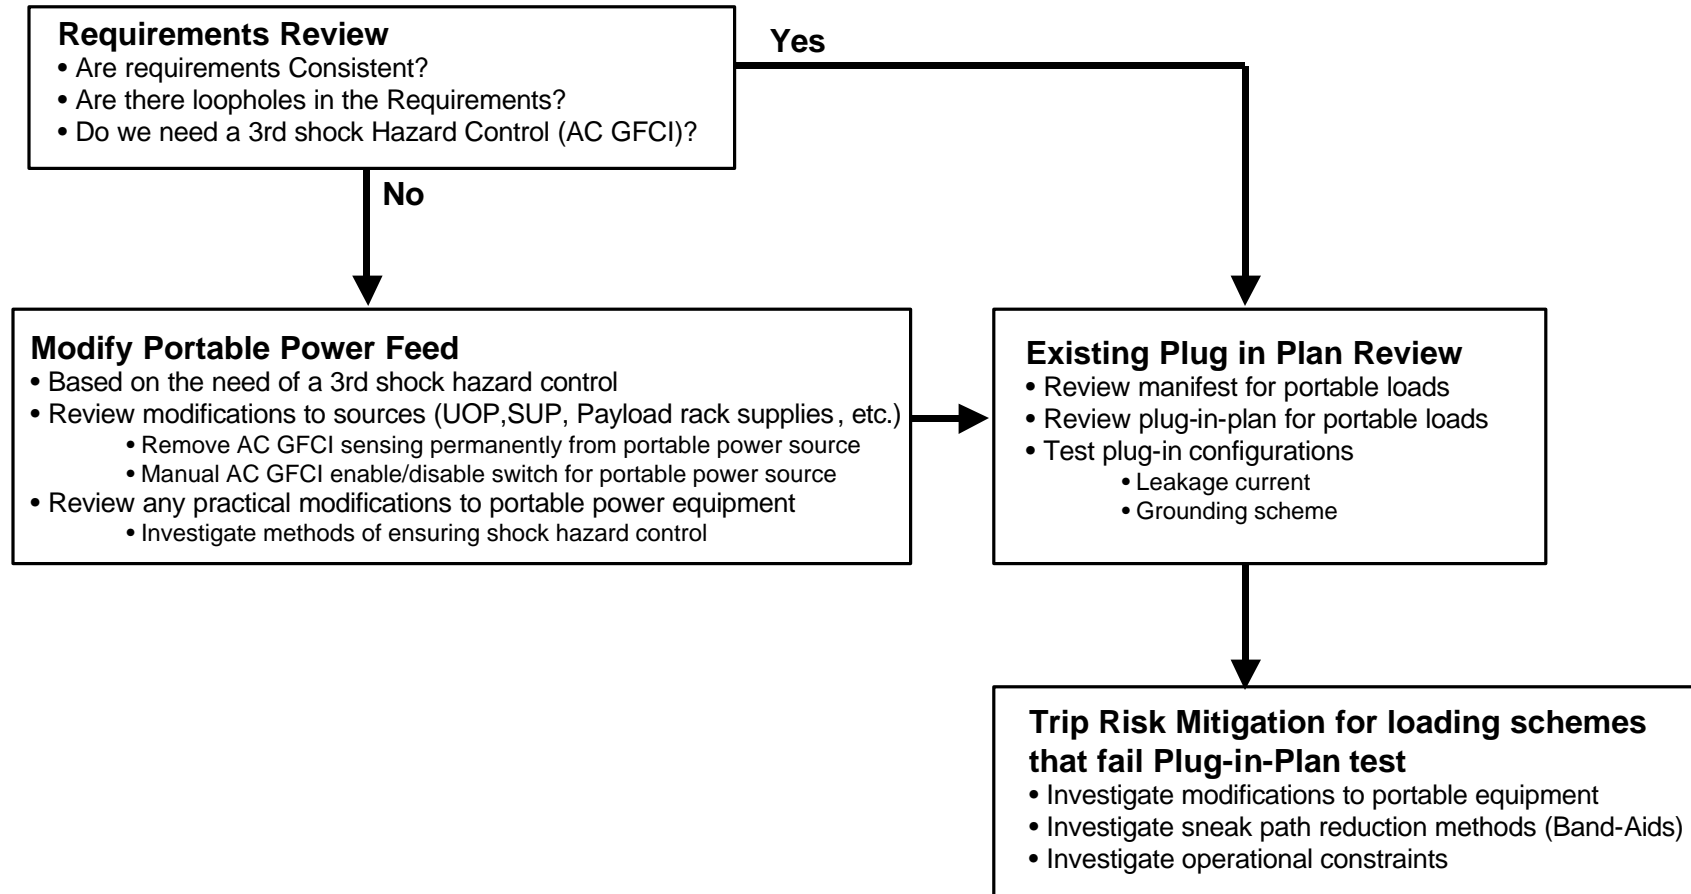 Requirements Review
• Are requirements Consistent?
• Are there loopholes in the Requirements?
• Do we need a 3rd shock Hazard Control (AC GFCI)?
Yes
No
Modify Portable Power Feed
• Based on the need of a 3rd shock hazard control
• Review modifications to sources (UOP,SUP, Payload rack supplies, etc.)
• Remove AC GFCI sensing permanently from portable power source
• Manual AC GFCI enable/disable switch for portable power source
• Review any practical modifications to portable power equipment
• Investigate methods of ensuring shock hazard control
Existing Plug in Plan Review
• Review manifest for portable loads
• Review plug-in-plan for portable loads
• Test plug-in configurations
• Leakage current
• Grounding scheme
Trip Risk Mitigation for loading schemes
that fail Plug-in-Plan test
• Investigate modifications to portable equipment
• Investigate sneak path reduction methods (Band-Aids)
• Investigate operational constraints